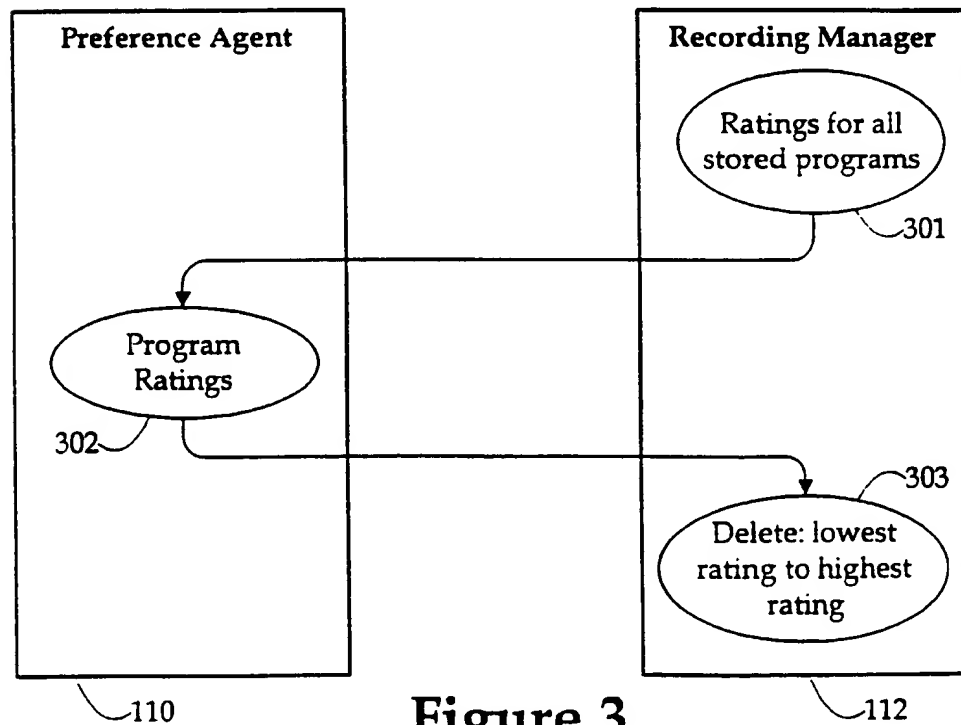 Preference Agent
Recording Manager
Ratings for all
stored programs
301
Program
Ratings
302
303
Delete: lowest
rating to highest
rating
110
112
Figure 3